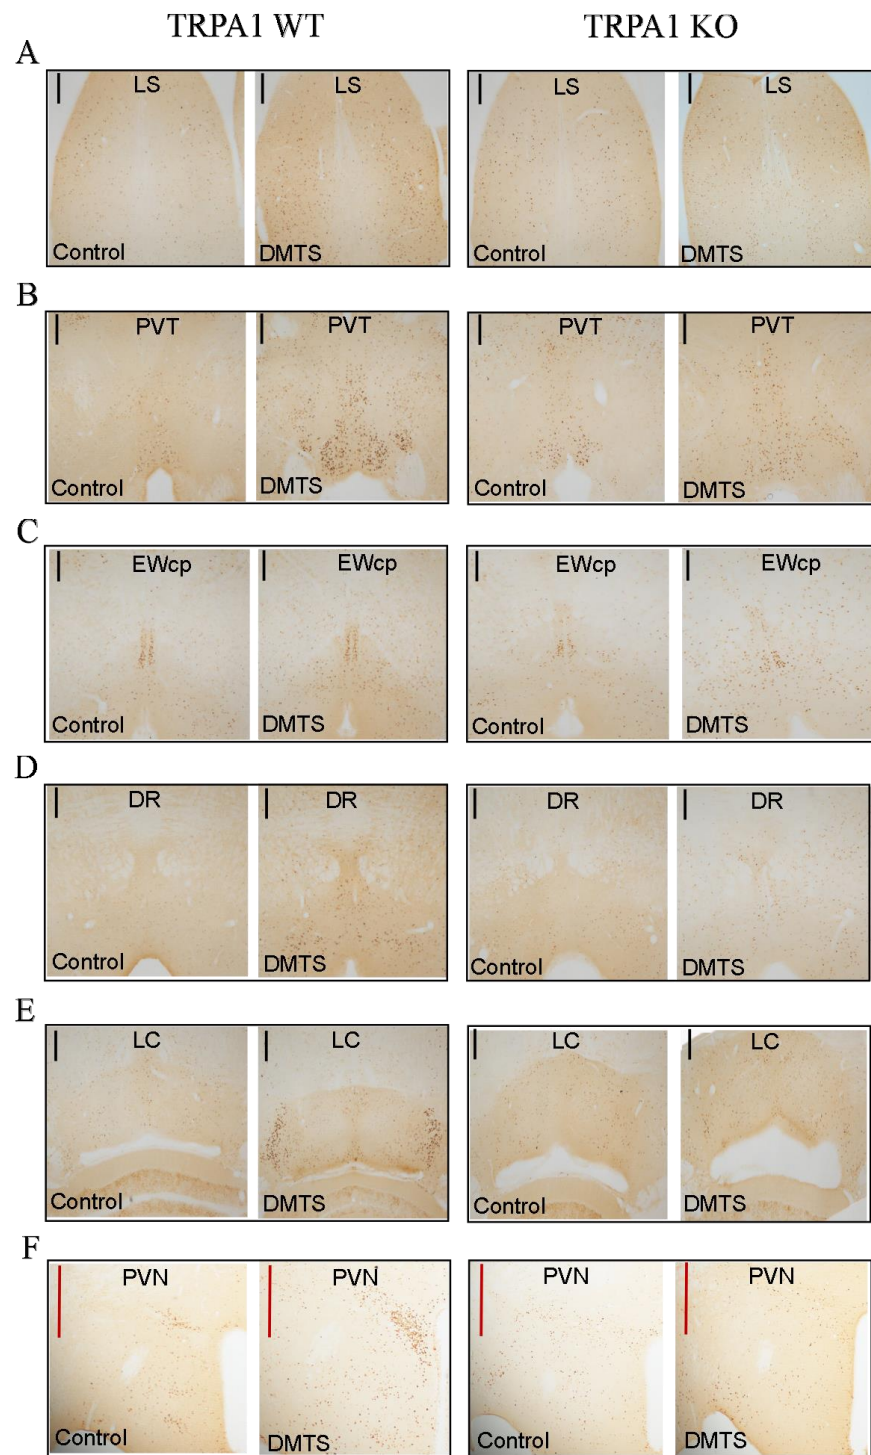 TRPA1 WT TRPA1 KO
A
LS LS LS LS
Control DMTS Control DMTS
B
PVT PVT PVT PVT
Control DMTS Control DMTS
C
EWcp EWcp EWcp EWcp
Control DMTS Control DMTS
D
DR DR DR DR
Control DMTS Control DMTS
E
LC LC LC LC
Control DMTS Control DMTS
F
PVN PVN PVN PVN
Control DMTS Control DMTS